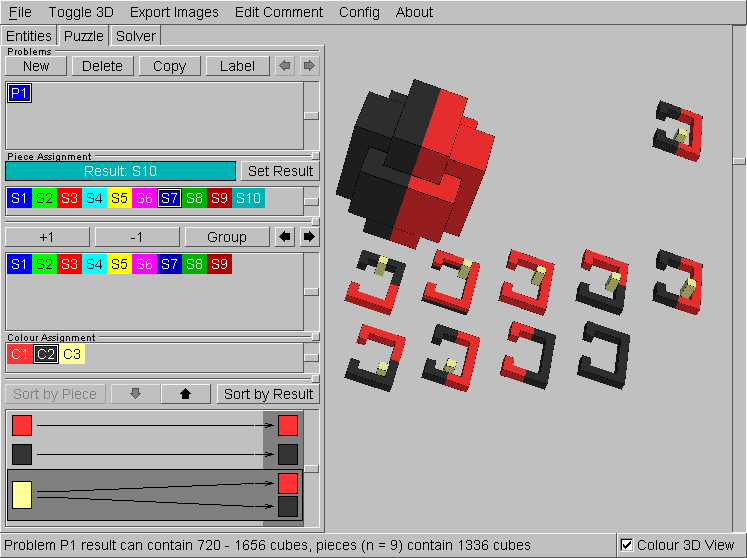 File Toggle 3D Export Images Edit Comment Config About
Entities Puzzle Solver
Problems
New Delete Copy Label
P1
Piece Assignment
Result: S10 Set Result
S1 S2 S3 S4 S5 S6 S7 S8 S9 S10
+1 -1 Group
S1 S2 S3 S4 S5 S6 S7 S8 S9
Colour Assignment
C1 C2 C3
Sort by Piece Sort by Result
Problem P1 result can contain 720 - 1656 cubes, pieces (n = 9) contain 1336 cubes Colour 3D View